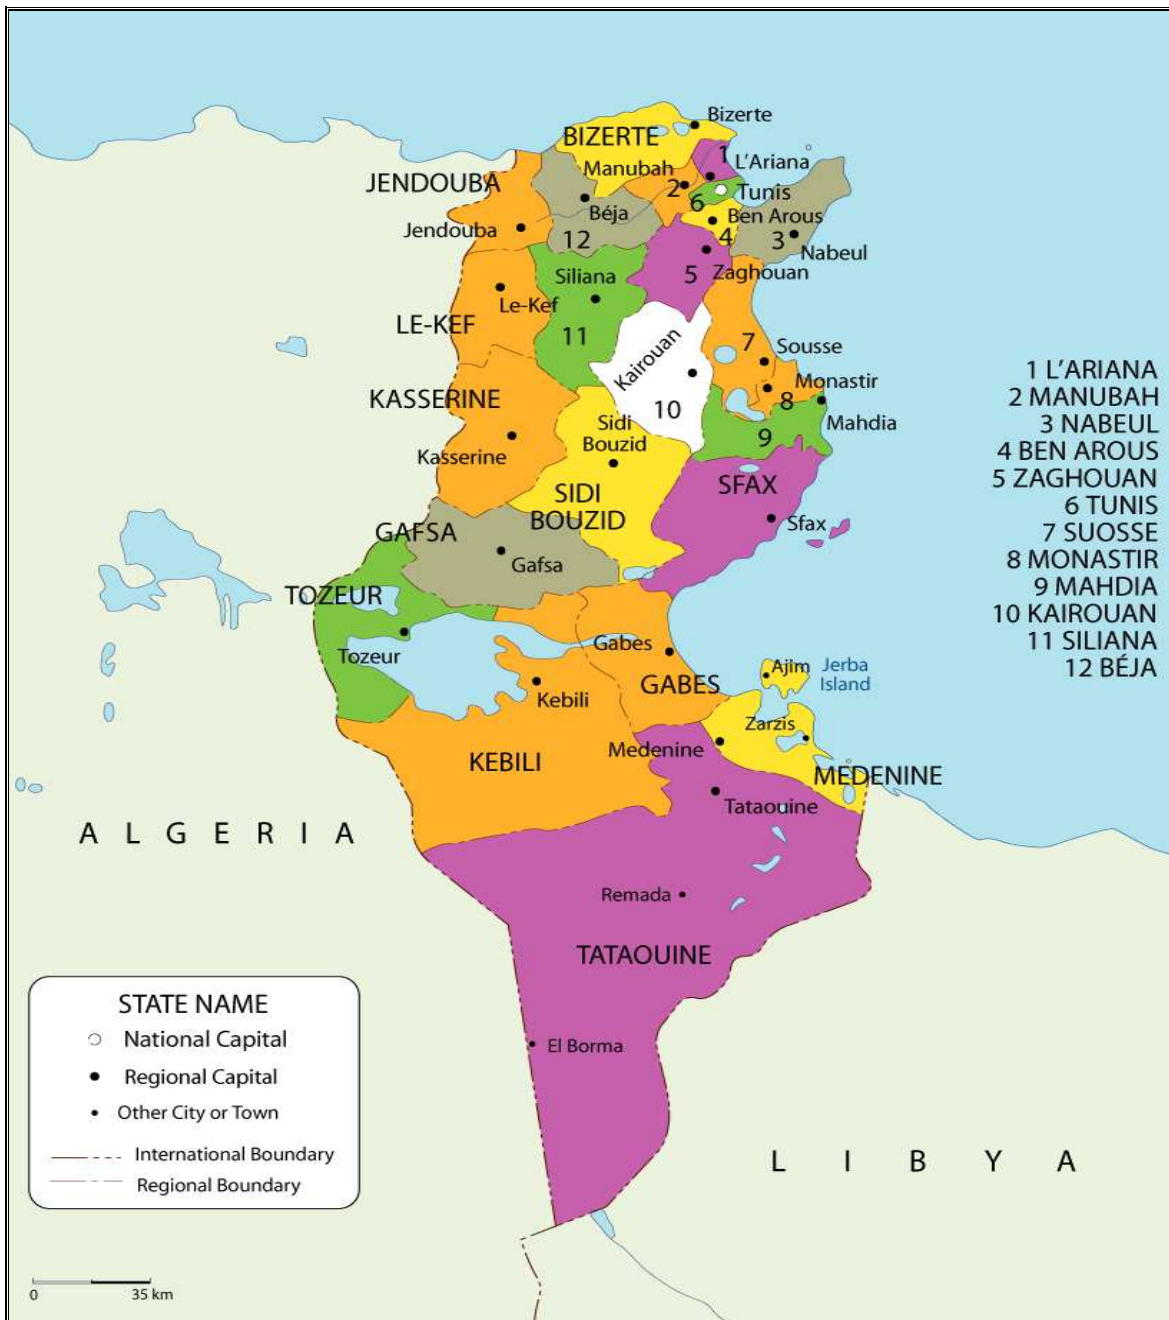 Bizerte
BIZERTE
Manubah
1
L'Ariana
JENDOUBA
2
Tunis
6
Béja
Ben Arous
Jendouba
12
4
3
Nabeul
Siliana
5
Zaghouan
Le-Kef
LE-KEF
11
Kairouan
7
Sousse
Monastir
KASSERINE
10
8
Mahdia
Sidi
Bouzid
9
Kasserine
SFAX
SIDI
BOUZID
Sfax
GAFSA
Gafsa
TOZEUR
Tozeur
Gabes
GABES
Kebili
KEBILI
Ajim
Jerba
Island
Zarzis
Medenine
MEDENINE
Tataouine
Remada
TATAOUINE
El Borma
ALGERIA
LIBYA
1 L'ARIANA
2 MANUBAH
3 NABEUL
4 BEN AROUS
5 ZAGHOUAN
6 TUNIS
7 SUOSSE
8 MONASTIR
9 MAHDIA
10 KAIROUAN
11 SILIANA
12 BÉJA
STATE NAME
National Capital
Regional Capital
Other City or Town
International Boundary
Regional Boundary
0 35 km